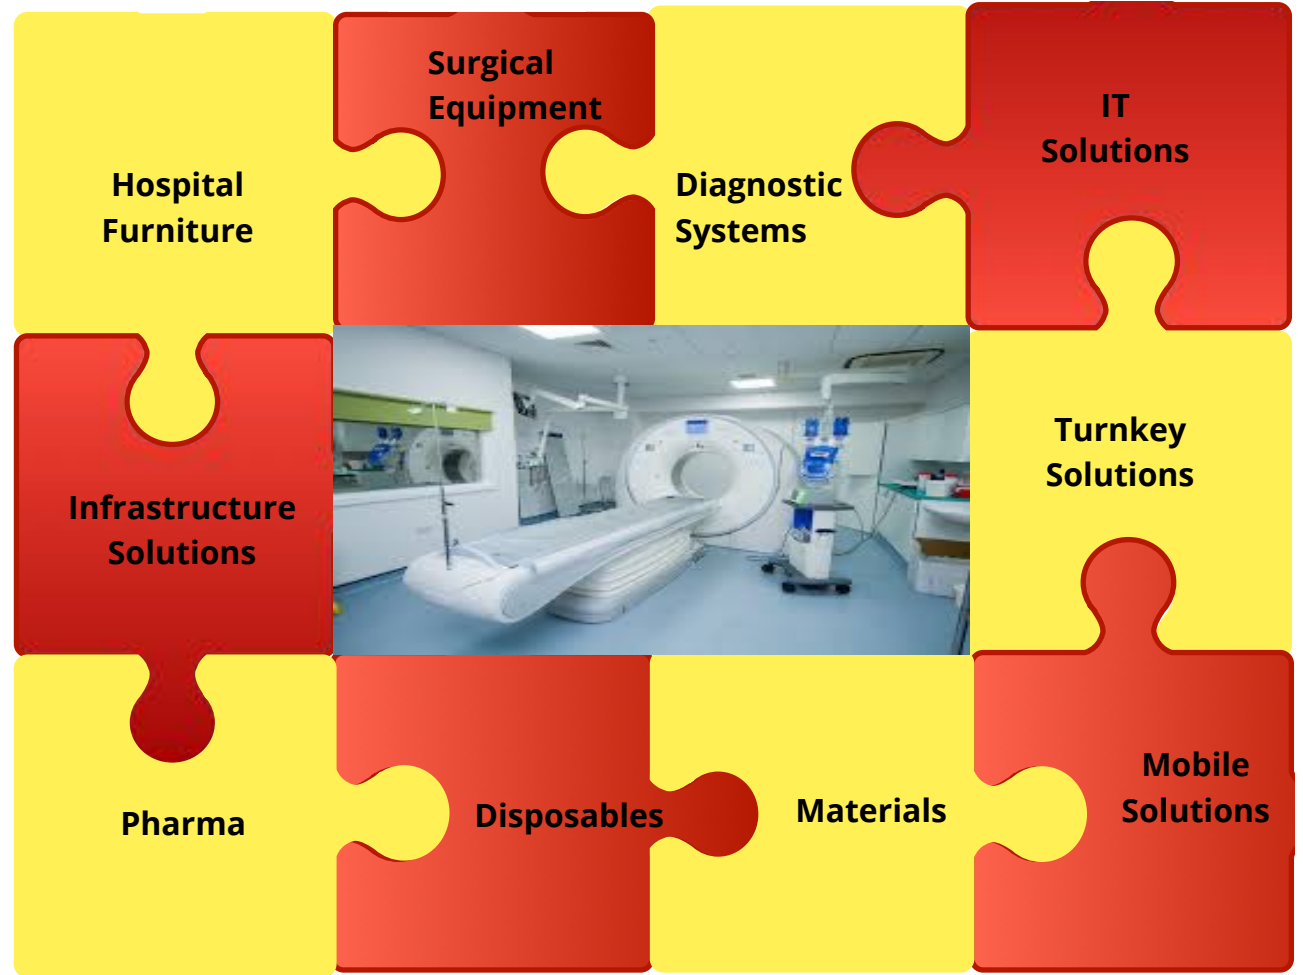 Hospital
Furniture
Surgical
Equipment
Diagnostic
Systems
IT
Solutions
Infrastructure
Solutions
Turnkey
Solutions
Pharma
Disposables
Materials
Mobile
Solutions